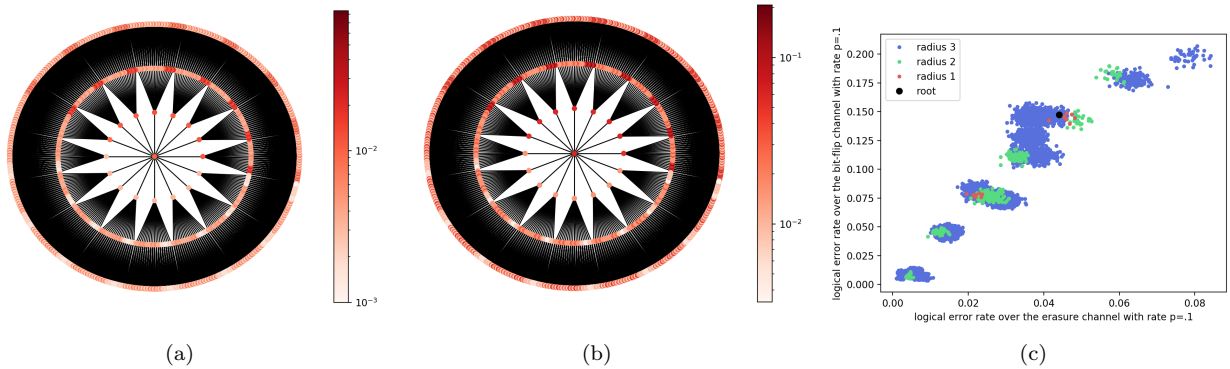 10⁻²
10⁻³
(a)
10⁻¹
10⁻²
(b)
logical error rate over the bit-flip channel with rate p=.1
0.200
0.175
0.150
0.125
0.100
0.075
0.050
0.025
0.000
radius 3
radius 2
radius 1
root
0.00 0.02 0.04 0.06 0.08
logical error rate over the erasure channel with rate p=.1
(c)